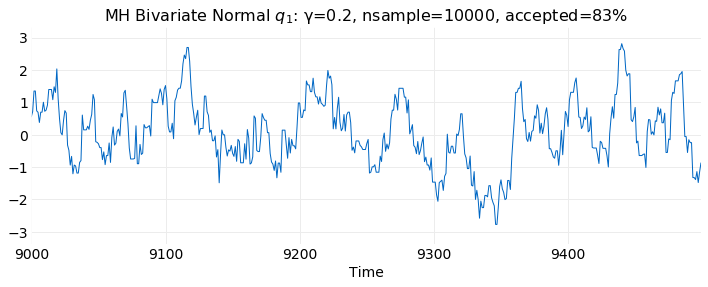 MH Bivariate Normal q₁: γ=0.2, nsample=10000, accepted=83%
3
2
1
0
−1
−2
−3
9000 9100 9200 9300 9400
Time